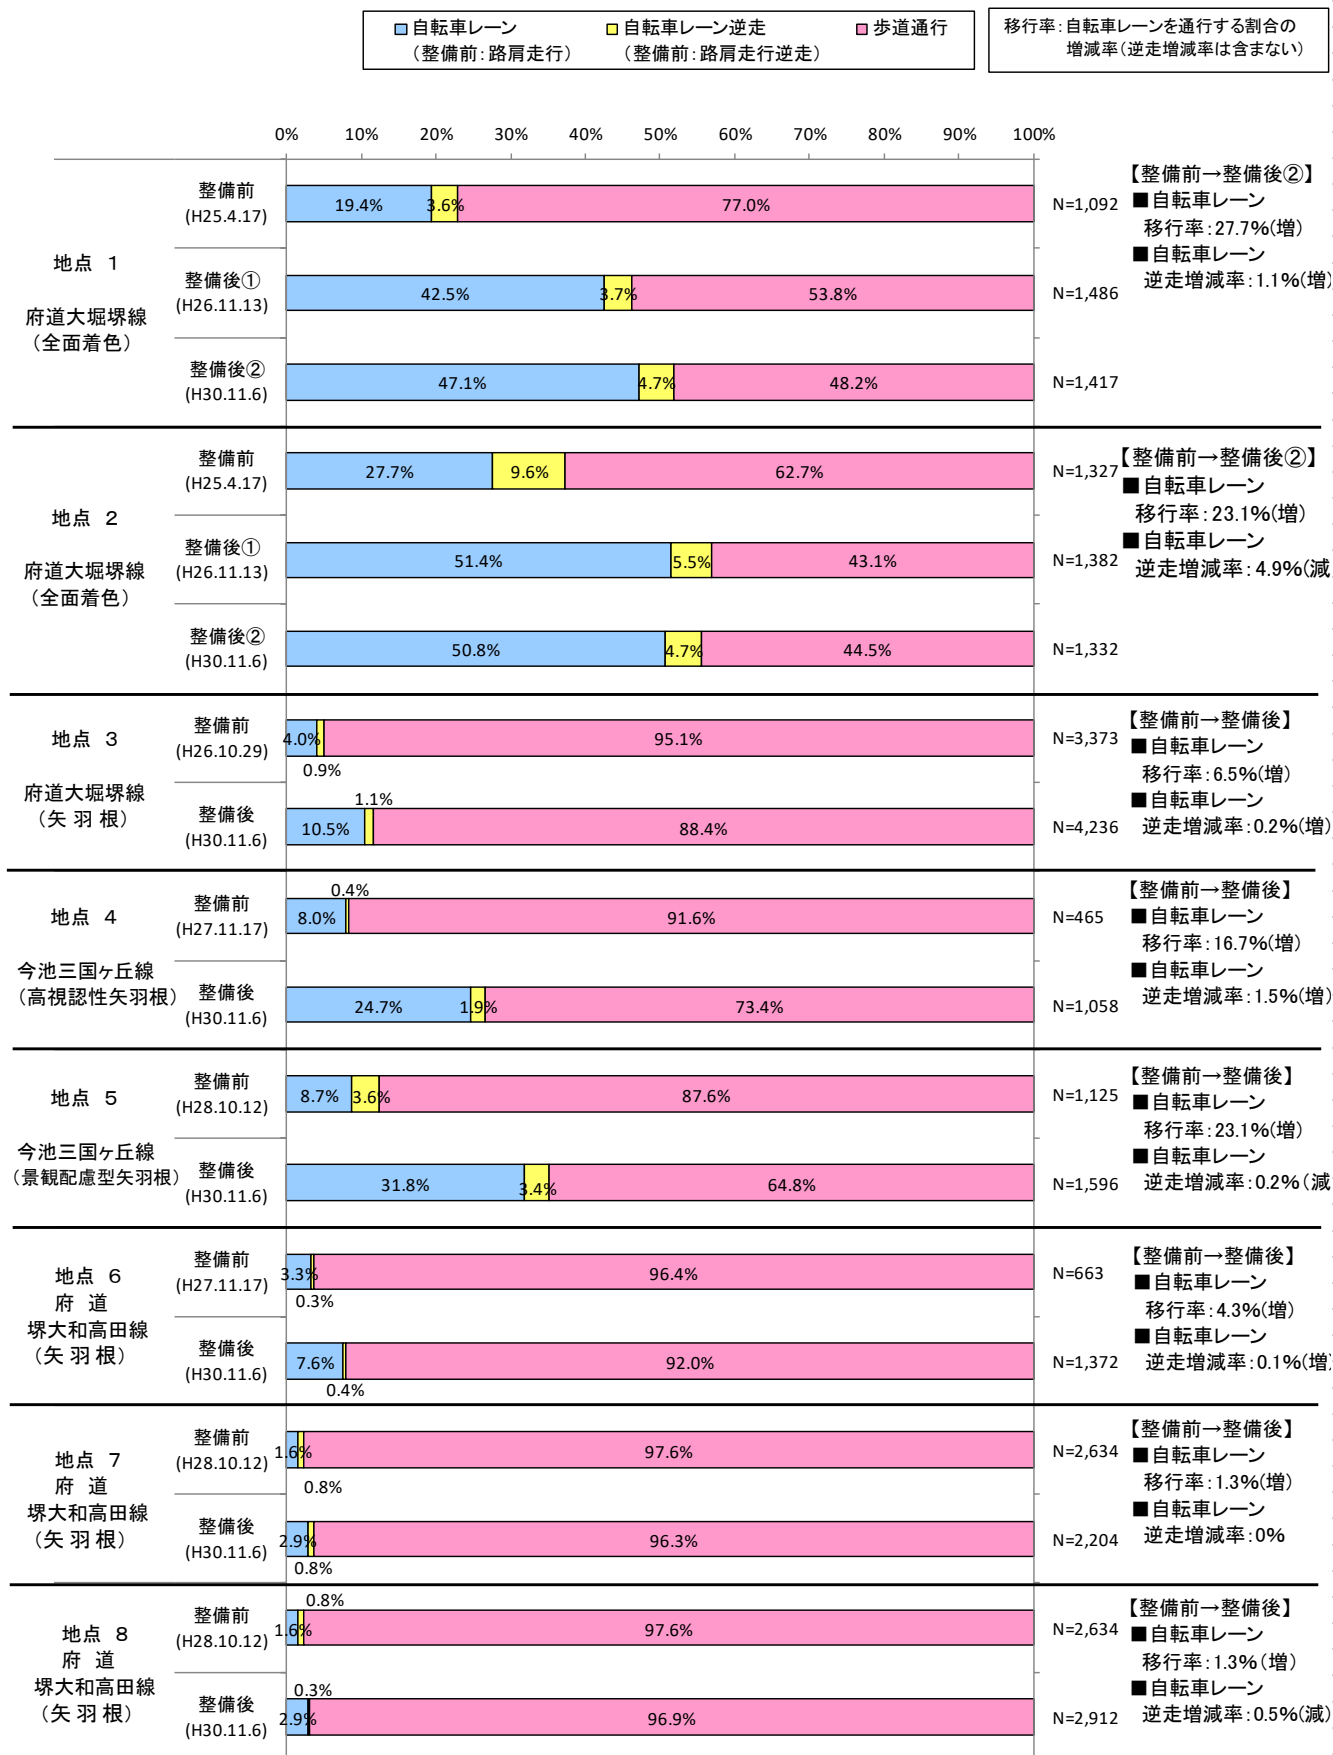 自転車レーン
(整備前:路肩走行)
自転車レーン逆走
(整備前:路肩走行逆走)
歩道通行
移行率:自転車レーンを通行する割合の
増減率(逆走増減率は含まない)
0% 10% 20% 30% 40% 50% 60% 70% 80% 90% 100%
地点 1
府道大堀堺線
(全面着色)
整備前
(H25.4.17)
19.4% 3.6% 77.0%
N=1,092
整備後①
(H26.11.13)
42.5% 3.7% 53.8%
N=1,486
整備後②
(H30.11.6)
47.1% 4.7% 48.2%
N=1,417
【整備前→整備後②】
■自転車レーン
移行率:27.7%(増)
■自転車レーン
逆走増減率:1.1%(増)
地点 2
府道大堀堺線
(全面着色)
整備前
(H25.4.17)
27.7% 9.6% 62.7%
N=1,327
整備後①
(H26.11.13)
51.4% 5.5% 43.1%
N=1,382
整備後②
(H30.11.6)
50.8% 4.7% 44.5%
N=1,332
【整備前→整備後②】
■自転車レーン
移行率:23.1%(増)
■自転車レーン
逆走増減率:4.9%(減
地点 3
府道大堀堺線
(矢 羽 根)
整備前
(H26.10.29)
4.0% 95.1%
0.9%
N=3,373
整備後
(H30.11.6)
1.1%
10.5% 88.4%
N=4,236
【整備前→整備後】
■自転車レーン
移行率:6.5%(増)
■自転車レーン
逆走増減率:0.2%(増)
地点 4
今池三国ヶ丘線
(高視認性矢羽根)
整備前
(H27.11.17)
0.4%
8.0% 91.6%
N=465
整備後
(H30.11.6)
24.7% 1.9% 73.4%
N=1,058
【整備前→整備後】
■自転車レーン
移行率:16.7%(増)
■自転車レーン
逆走増減率:1.5%(増)
地点 5
今池三国ヶ丘線
(景観配慮型矢羽根)
整備前
(H28.10.12)
8.7% 3.6% 87.6%
N=1,125
整備後
(H30.11.6)
31.8% 3.4% 64.8%
N=1,596
【整備前→整備後】
■自転車レーン
移行率:23.1%(増)
■自転車レーン
逆走増減率:0.2%(減
地点 6
府 道
堺大和高田線
(矢 羽 根)
整備前
(H27.11.17)
3.3% 96.4%
0.3%
N=663
整備後
(H30.11.6)
7.6% 92.0%
0.4%
N=1,372
【整備前→整備後】
■自転車レーン
移行率:4.3%(増)
■自転車レーン
逆走増減率:0.1%(増)
地点 7
府 道
堺大和高田線
(矢 羽 根)
整備前
(H28.10.12)
1.6% 97.6%
0.8%
N=2,634
整備後
(H30.11.6)
2.9% 96.3%
0.8%
N=2,204
【整備前→整備後】
■自転車レーン
移行率:1.3%(増)
■自転車レーン
逆走増減率:0%
地点 8
府 道
堺大和高田線
(矢 羽 根)
整備前
(H28.10.12)
0.8%
1.6% 97.6%
N=2,634
整備後
(H30.11.6)
0.3%
2.9% 96.9%
N=2,912
【整備前→整備後】
■自転車レーン
移行率:1.3%(増)
■自転車レーン
逆走増減率:0.5%(減)